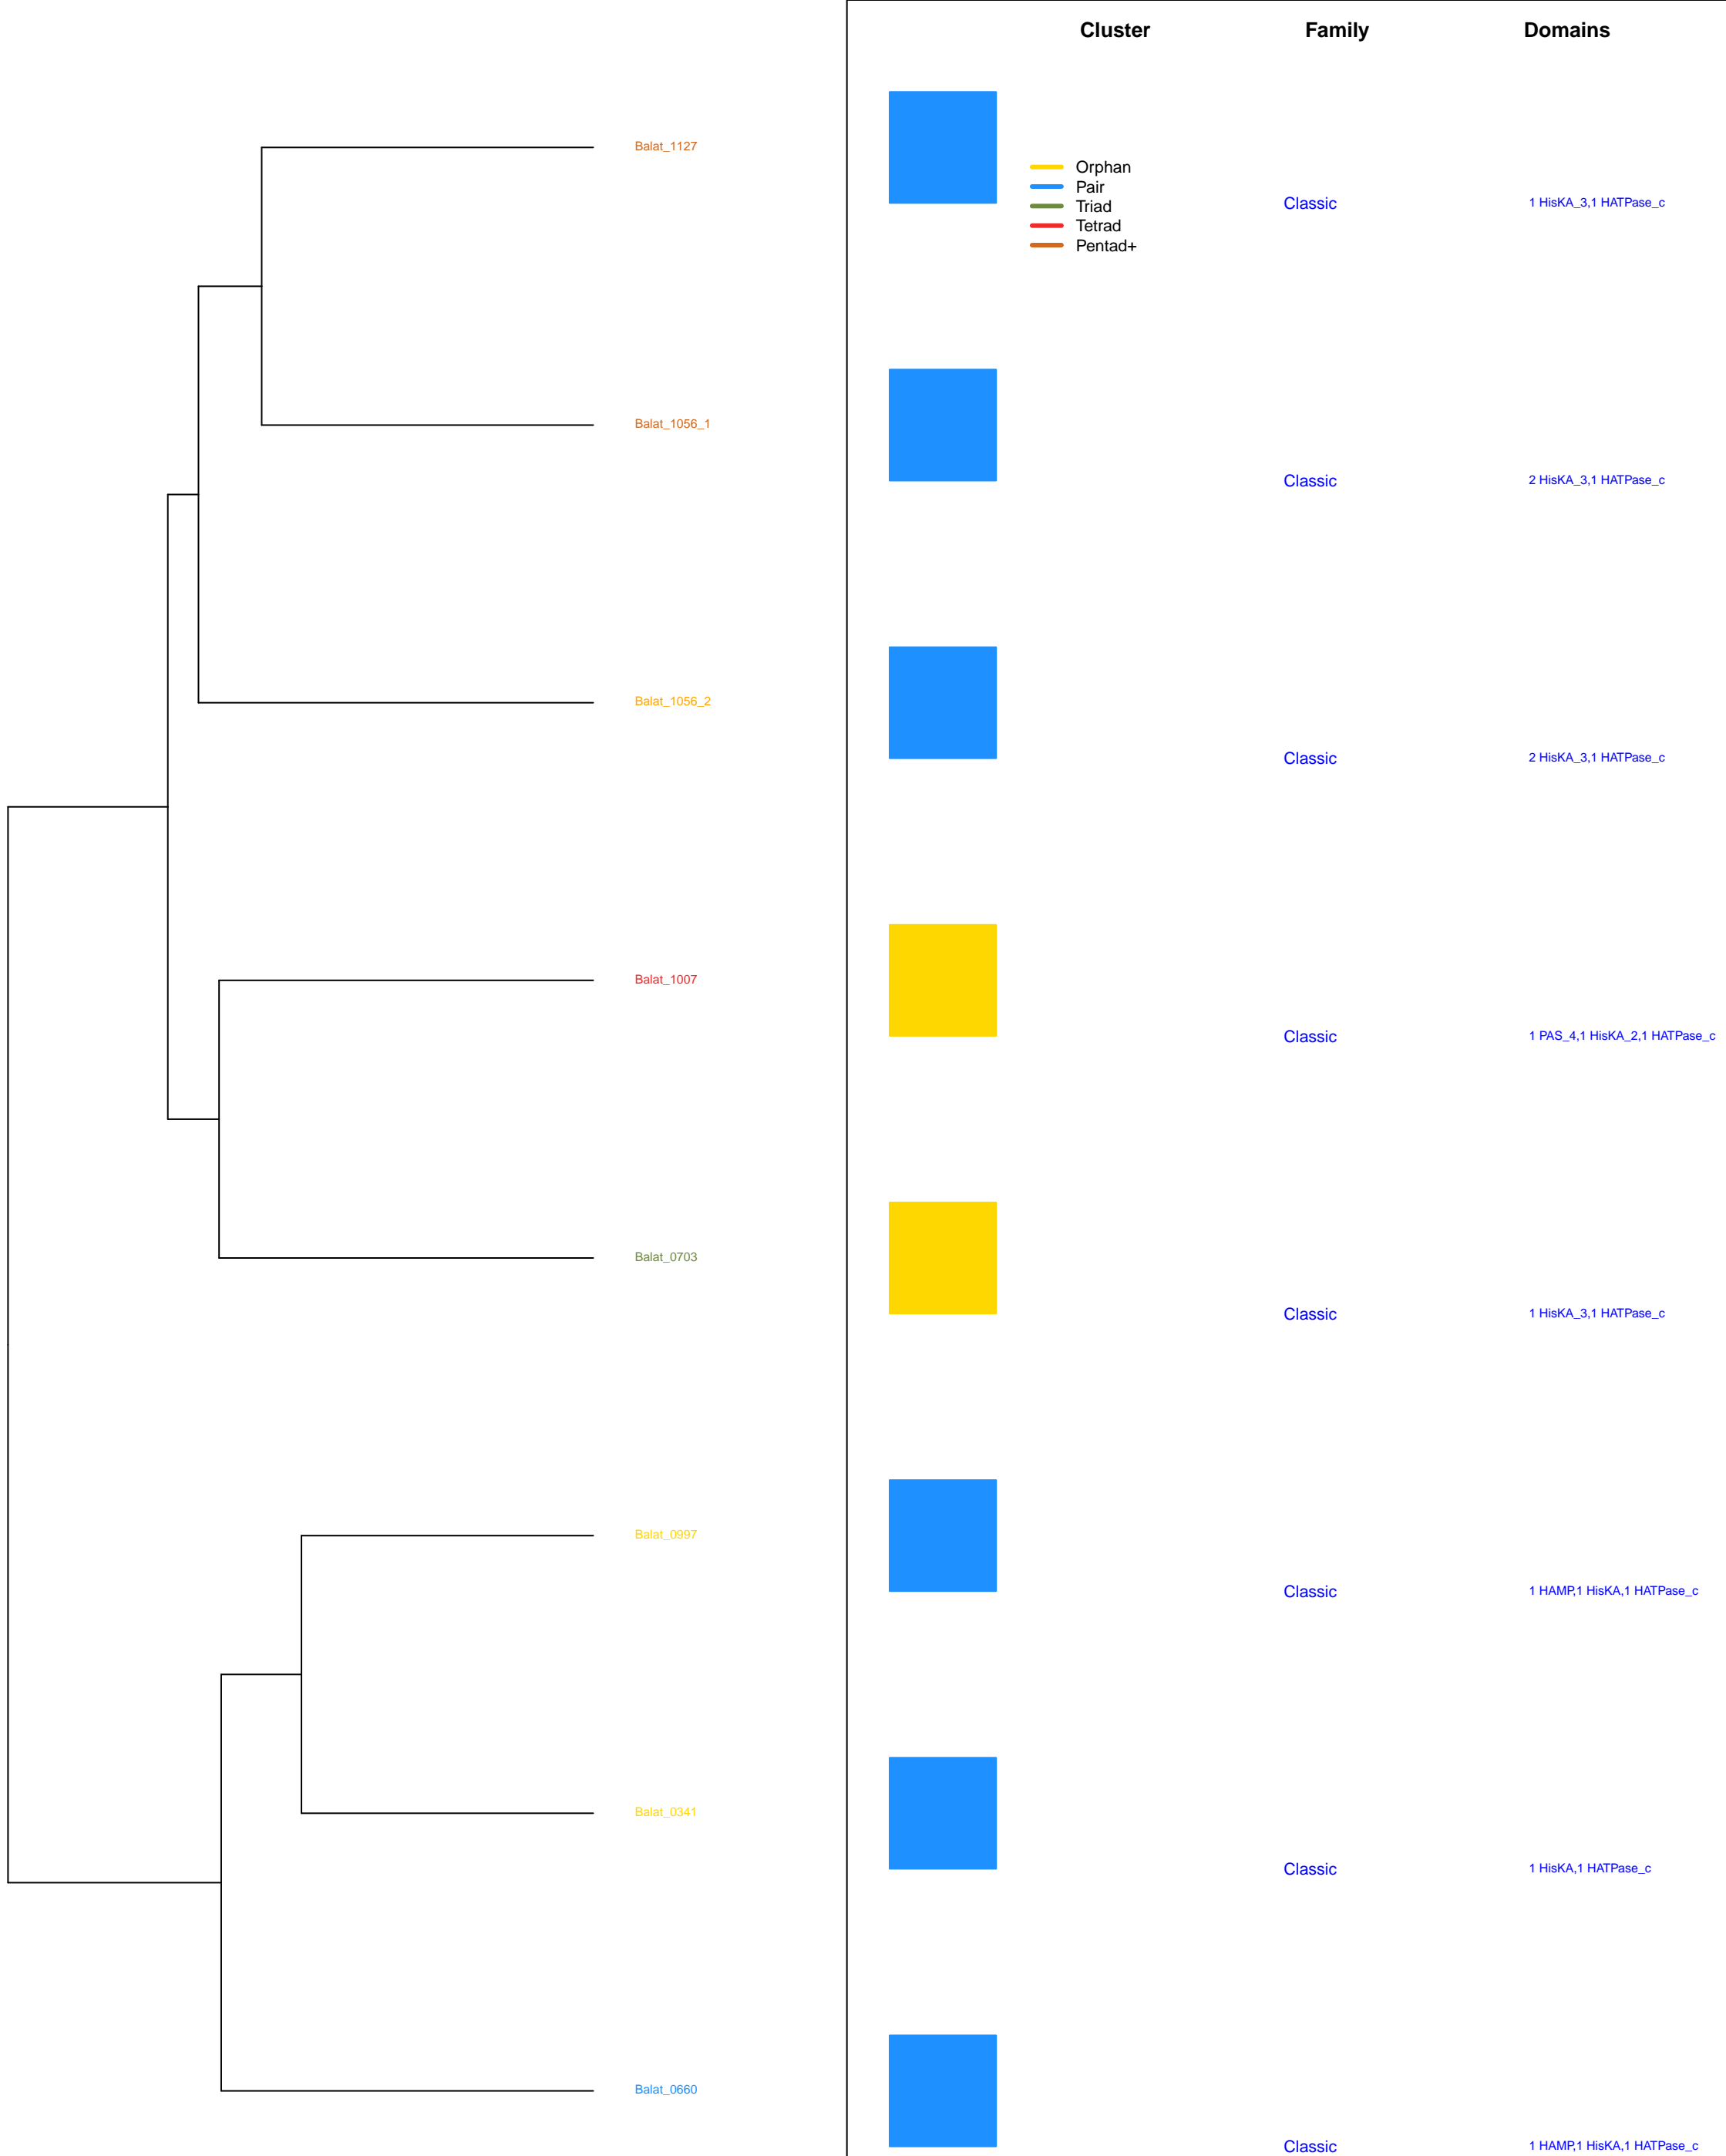 Cluster Family Domains
Balat_1127
Orphan
Pair
Triad
Tetrad
Pentad+
Classic 1 HisKA_3,1 HATPase_c
Balat_1056_1
Classic 2 HisKA_3,1 HATPase_c
Balat_1056_2
Classic 2 HisKA_3,1 HATPase_c
Balat_1007
Classic 1 PAS_4,1 HisKA_2,1 HATPase_c
Balat_0703
Classic 1 HisKA_3,1 HATPase_c
Balat_0997
Classic 1 HAMP,1 HisKA,1 HATPase_c
Balat_0341
Classic 1 HisKA,1 HATPase_c
Balat_0660
Classic 1 HAMP,1 HisKA,1 HATPase_c